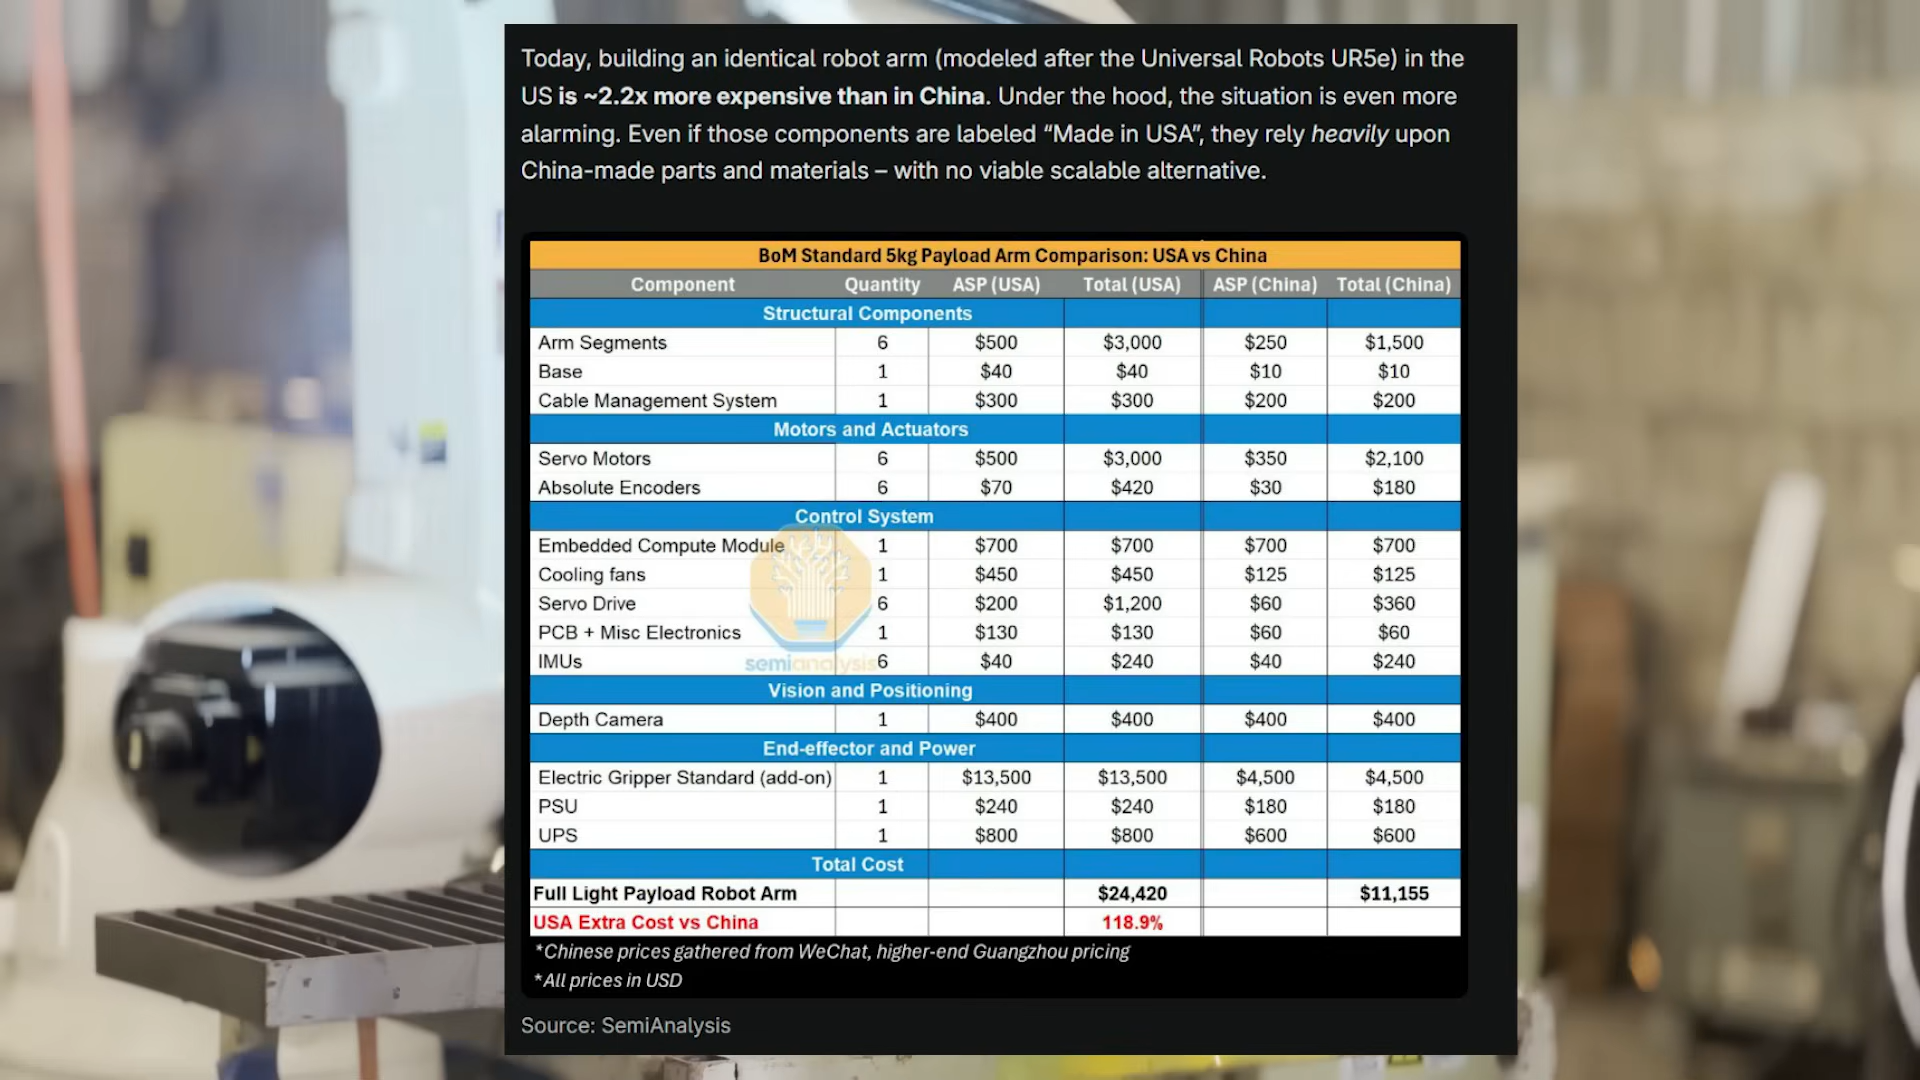 Today, building an identical robot arm (modeled after the Universal Robots UR5e) in the
US is ~2.2x more expensive than in China. Under the hood, the situation is even more
alarming. Even if those components are labeled “Made in USA”, they rely heavily upon
China-made parts and materials – with no viable scalable alternative.
BoM Standard 5kg Payload Arm Comparison: USA vs China
Component Quantity ASP (USA) Total (USA) ASP (China) Total (China)
Structural Components
Arm Segments 6 $500 $3,000 $250 $1,500
Base 1 $40 $40 $10 $10
Cable Management System 1 $300 $300 $200 $200
Motors and Actuators
Servo Motors 6 $500 $3,000 $350 $2,100
Absolute Encoders 6 $70 $420 $30 $180
Control System
Embedded Compute Module 1 $700 $700 $700 $700
Cooling fans 1 $450 $450 $125 $125
Servo Drive 6 $200 $1,200 $60 $360
PCB + Misc Electronics 1 $130 $130 $60 $60
IMUs 6 $40 $240 $40 $240
semianalysis
Vision and Positioning
Depth Camera 1 $400 $400 $400 $400
End-effector and Power
Electric Gripper Standard (add-on) 1 $13,500 $13,500 $4,500 $4,500
PSU 1 $240 $240 $180 $180
UPS 1 $800 $800 $600 $600
Total Cost
Full Light Payload Robot Arm $24,420 $11,155
USA Extra Cost vs China 118.9%
*Chinese prices gathered from WeChat, higher-end Guangzhou pricing
*All prices in USD
Source: SemiAnalysis